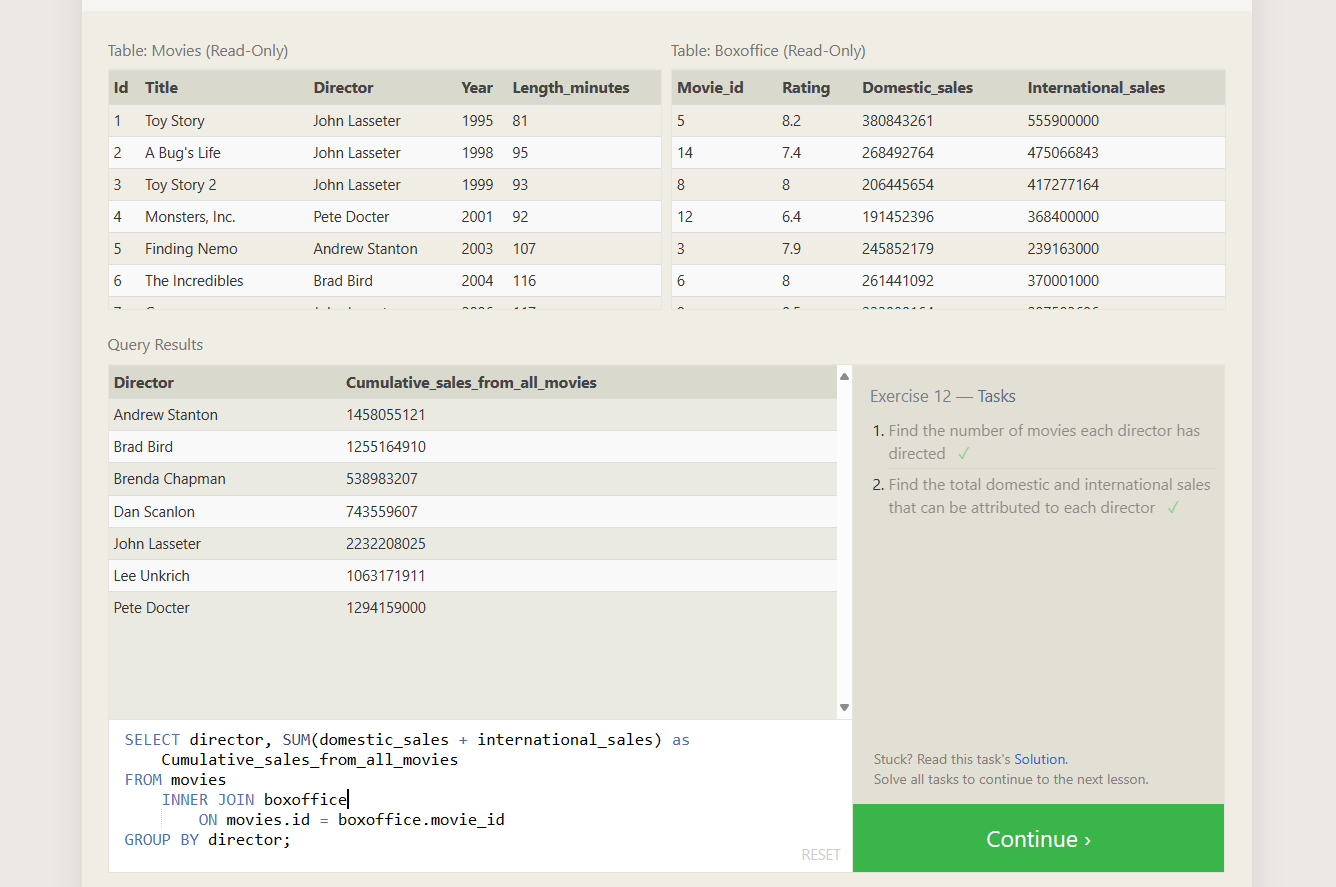 Table: Movies (Read-Only)
Id Title Director Year Length_minutes
1 Toy Story John Lasseter 1995 81
2 A Bug's Life John Lasseter 1998 95
3 Toy Story 2 John Lasseter 1999 93
4 Monsters, Inc. Pete Docter 2001 92
5 Finding Nemo Andrew Stanton 2003 107
6 The Incredibles Brad Bird 2004 116
Table: Boxoffice (Read-Only)
Movie_id Rating Domestic_sales International_sales
5 8.2 380843261 555900000
14 7.4 268492764 475066843
8 8 206445654 417277164
12 6.4 191452396 368400000
3 7.9 245852179 239163000
6 8 261441092 370001000
Query Results
Director Cumulative_sales_from_all_movies
Andrew Stanton 1458055121
Brad Bird 1255164910
Brenda Chapman 538983207
Dan Scanlon 743559607
John Lasseter 2232208025
Lee Unkrich 1063171911
Pete Docter 1294159000
SELECT director, SUM(domestic_sales + international_sales) as
Cumulative_sales_from_all_movies
FROM movies
INNER JOIN boxoffice
ON movies.id = boxoffice.movie_id
GROUP BY director;
RESET
Exercise 12 — Tasks
1. Find the number of movies each director has
directed ✓
2. Find the total domestic and international sales
that can be attributed to each director ✓
Stuck? Read this task's Solution.
Solve all tasks to continue to the next lesson.
Continue ›